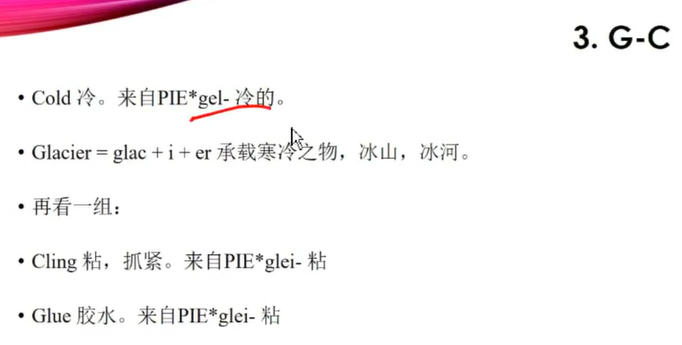 3. G-C
• Cold 冷。来自PIE*gel- 冷的。
• Glacier = glac + i + er 承载寒冷之物，冰山，冰河。
• 再看一组：
• Cling 粘，抓紧。来自PIE*glei- 粘
• Glue 胶水。来自PIE*glei- 粘